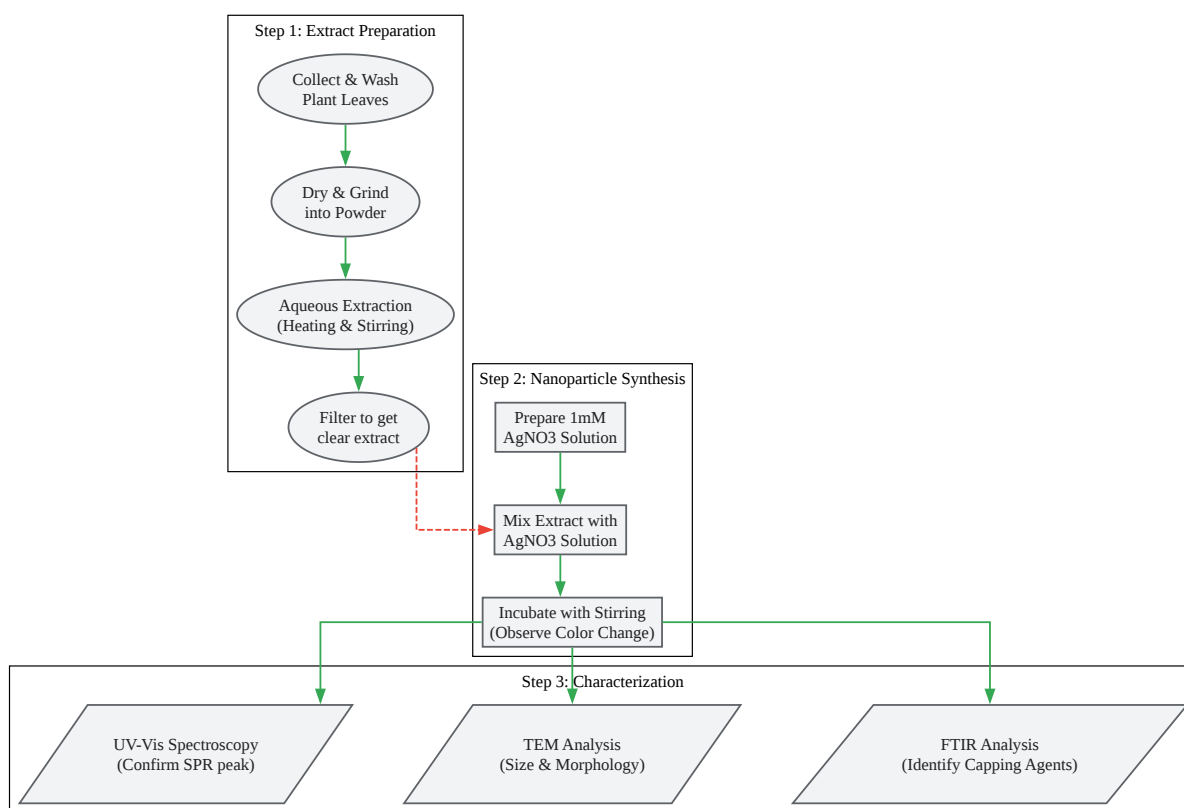 Step 1: Extract Preparation
Collect & Wash
Plant Leaves
Dry & Grind
into Powder
Aqueous Extraction
(Heating & Stirring)
Filter to get
clear extract
Step 2: Nanoparticle Synthesis
Prepare 1mM
AgNO3 Solution
Mix Extract with
AgNO3 Solution
Incubate with Stirring
(Observe Color Change)
Step 3: Characterization
UV-Vis Spectroscopy
(Confirm SPR peak)
TEM Analysis
(Size & Morphology)
FTIR Analysis
(Identify Capping Agents)